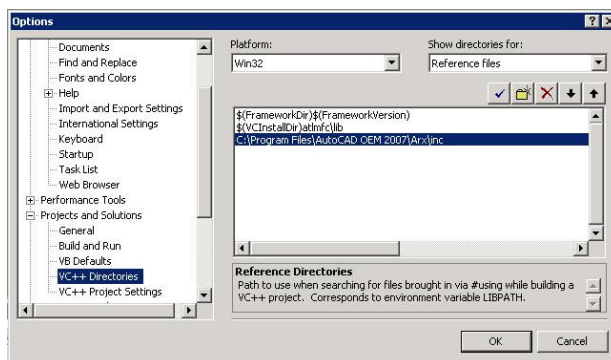 Options
Documents
Find and Replace
Fonts and Colors
Help
Import and Export Settings
International Settings
Keyboard
Startup
Task List
Web Browser
Performance Tools
Projects and Solutions
General
Build and Run
VB Defaults
VC++ Directories
VC++ Project Settings
Platform:
Win32
Show directories for:
Reference files
$(FrameworkDir)$(FrameworkVersion)
$(VCInstallDir)atlmfc\lib
C:\Program Files\AutoCAD OEM 2007\Arx\inc
Reference Directories
Path to use when searching for files brought in via #using while building a
VC++ project. Corresponds to environment variable LIBPATH.
OK
Cancel